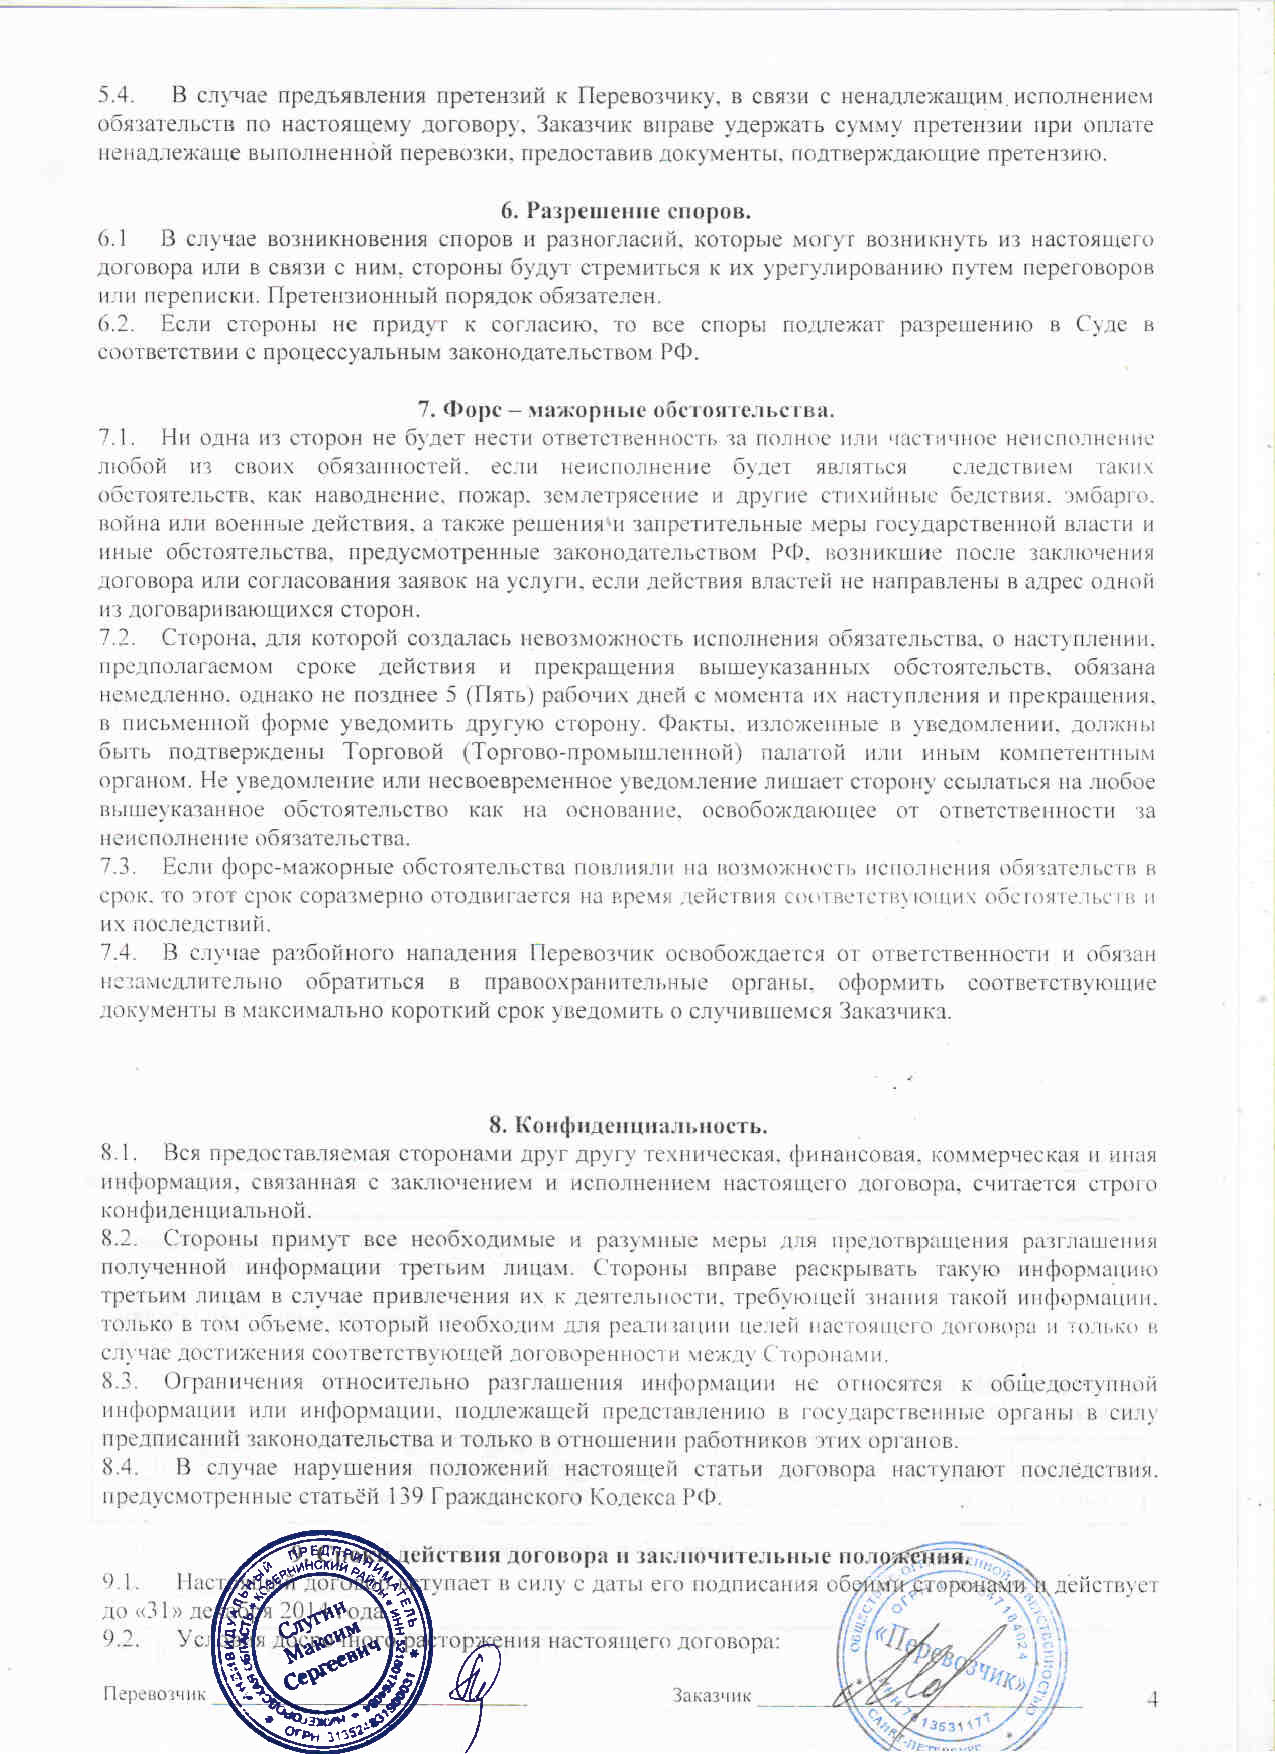 5.4. В случае предъявления претензий к Перевозчику, в связи с ненадлежащим исполнением
обязательств по настоящему договору, Заказчик вправе удержать сумму претензии при оплате
ненадлежаще выполненной перевозки, предоставив документы, подтверждающие претензию.
6. Разрешение споров.
6.1 В случае возникновения споров и разногласий, которые могут возникнуть из настоящего
договора или в связи с ним, стороны будут стремиться к их урегулированию путем переговоров
или переписки. Претензионный порядок обязателен.
6.2. Если стороны не придут к согласию, то все споры подлежат разрешению в Суде в
соответствии с процессуальным законодательством РФ.
7. Форс – мажорные обстоятельства.
7.1. Ни одна из сторон не будет нести ответственность за полное или частичное неисполнение
любой из своих обязанностей, если неисполнение будет являться следствием таких
обстоятельств, как наводнение, пожар, землетрясение и другие стихийные бедствия, эмбарго,
война или военные действия, а также решения и запретительные меры государственной власти и
иные обстоятельства, предусмотренные законодательством РФ, возникшие после заключения
договора или согласования заявок на услуги, если действия властей не направлены в адрес одной
из договаривающихся сторон.
7.2. Сторона, для которой создалась невозможность исполнения обязательства, о наступлении,
предполагаемом сроке действия и прекращения вышеуказанных обстоятельств, обязана
немедленно, однако не позднее 5 (Пять) рабочих дней с момента их наступления и прекращения,
в письменной форме уведомить другую сторону. Факты, изложенные в уведомлении, должны
быть подтверждены Торговой (Торгово-промышленной) палатой или иным компетентным
органом. Не уведомление или несвоевременное уведомление лишает сторону ссылаться на любое
вышеуказанное обстоятельство как на основание, освобождающее от ответственности за
неисполнение обязательства.
7.3. Если форс-мажорные обстоятельства повлияли на возможность исполнения обязательств в
срок, то этот срок соразмерно отодвигается на время действия соответствующих обстоятельств и
их последствий.
7.4. В случае разбойного нападения Перевозчик освобождается от ответственности и обязан
незамедлительно обратиться в правоохранительные органы, оформить соответствующие
документы в максимально короткий срок уведомить о случившемся Заказчика.
8. Конфиденциальность.
8.1. Вся предоставляемая сторонами друг другу техническая, финансовая, коммерческая и иная
информация, связанная с заключением и исполнением настоящего договора, считается строго
конфиденциальной.
8.2. Стороны примут все необходимые и разумные меры для предотвращения разглашения
полученной информации третьим лицам. Стороны вправе раскрывать такую информацию
третьим лицам в случае привлечения их к деятельности, требующей знания такой информации,
только в том объеме, который необходим для реализации целей настоящего договора и только в
случае достижения соответствующей договоренности между Сторонами.
8.3. Ограничения относительно разглашения информации не относятся к общедоступной
информации или информации, подлежащей представлению в государственные органы в силу
предписаний законодательства и только в отношении работников этих органов.
8.4. В случае нарушения положений настоящей статьи договора наступают последствия,
предусмотренные статьёй 139 Гражданского Кодекса РФ.
действия договора и заключительные положения.
9.1. Настоящий договор вступает в силу с даты его подписания обеими сторонами и действует
до «31» декабря 2014 года
9.2. Условия досрочного расторжения настоящего договора:
Перевозчик
Заказчик
4
ИНДИВИДУАЛЬНЫЙ ПРЕДПРИНИМАТЕЛЬ
КОВЕРНИНСКИЙ РАЙОН
Слугин
Максим
Сергеевич
ОГРН
«Перевозчик»
ИНН 7813531177
САНКТ-ПЕТЕРБУРГ